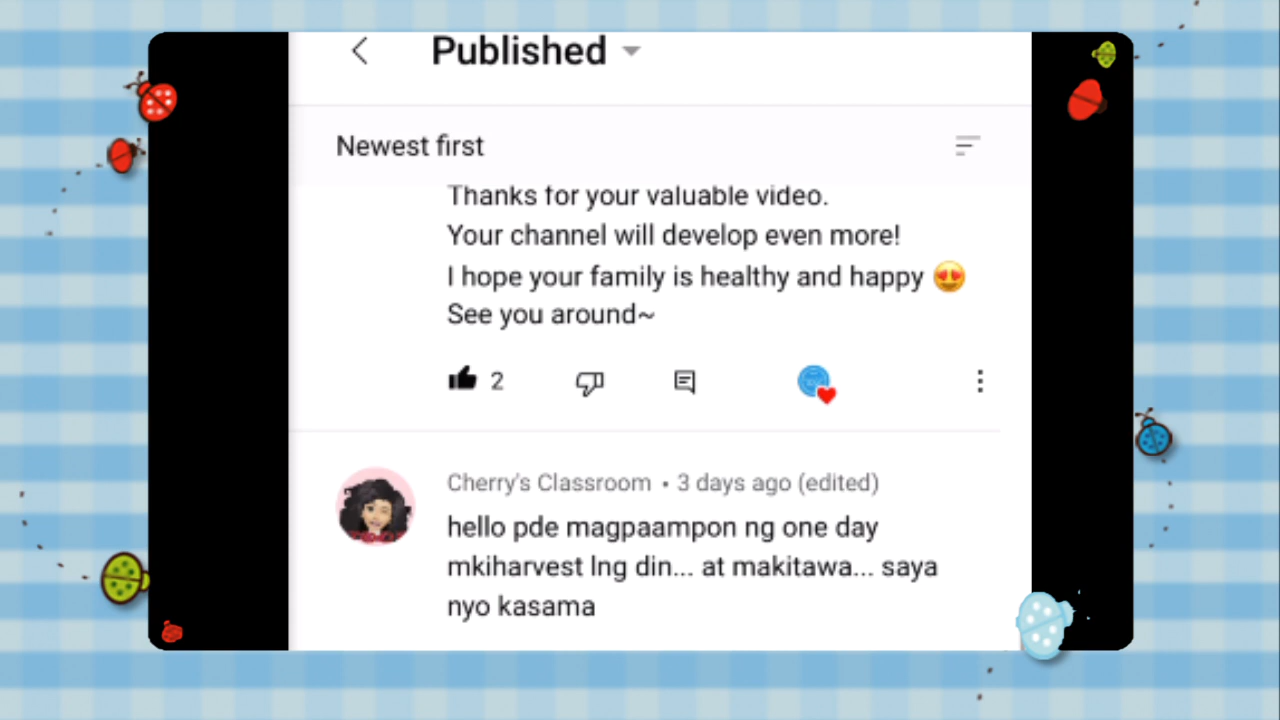 Published
Newest first
Thanks for your valuable video.
Your channel will develop even more!
I hope your family is healthy and happy 😍
See you around~
2
Cherry's Classroom • 3 days ago (edited)
hello pde magpaampon ng one day
mkiharvest lng din... at makitawa... saya
nyo kasama